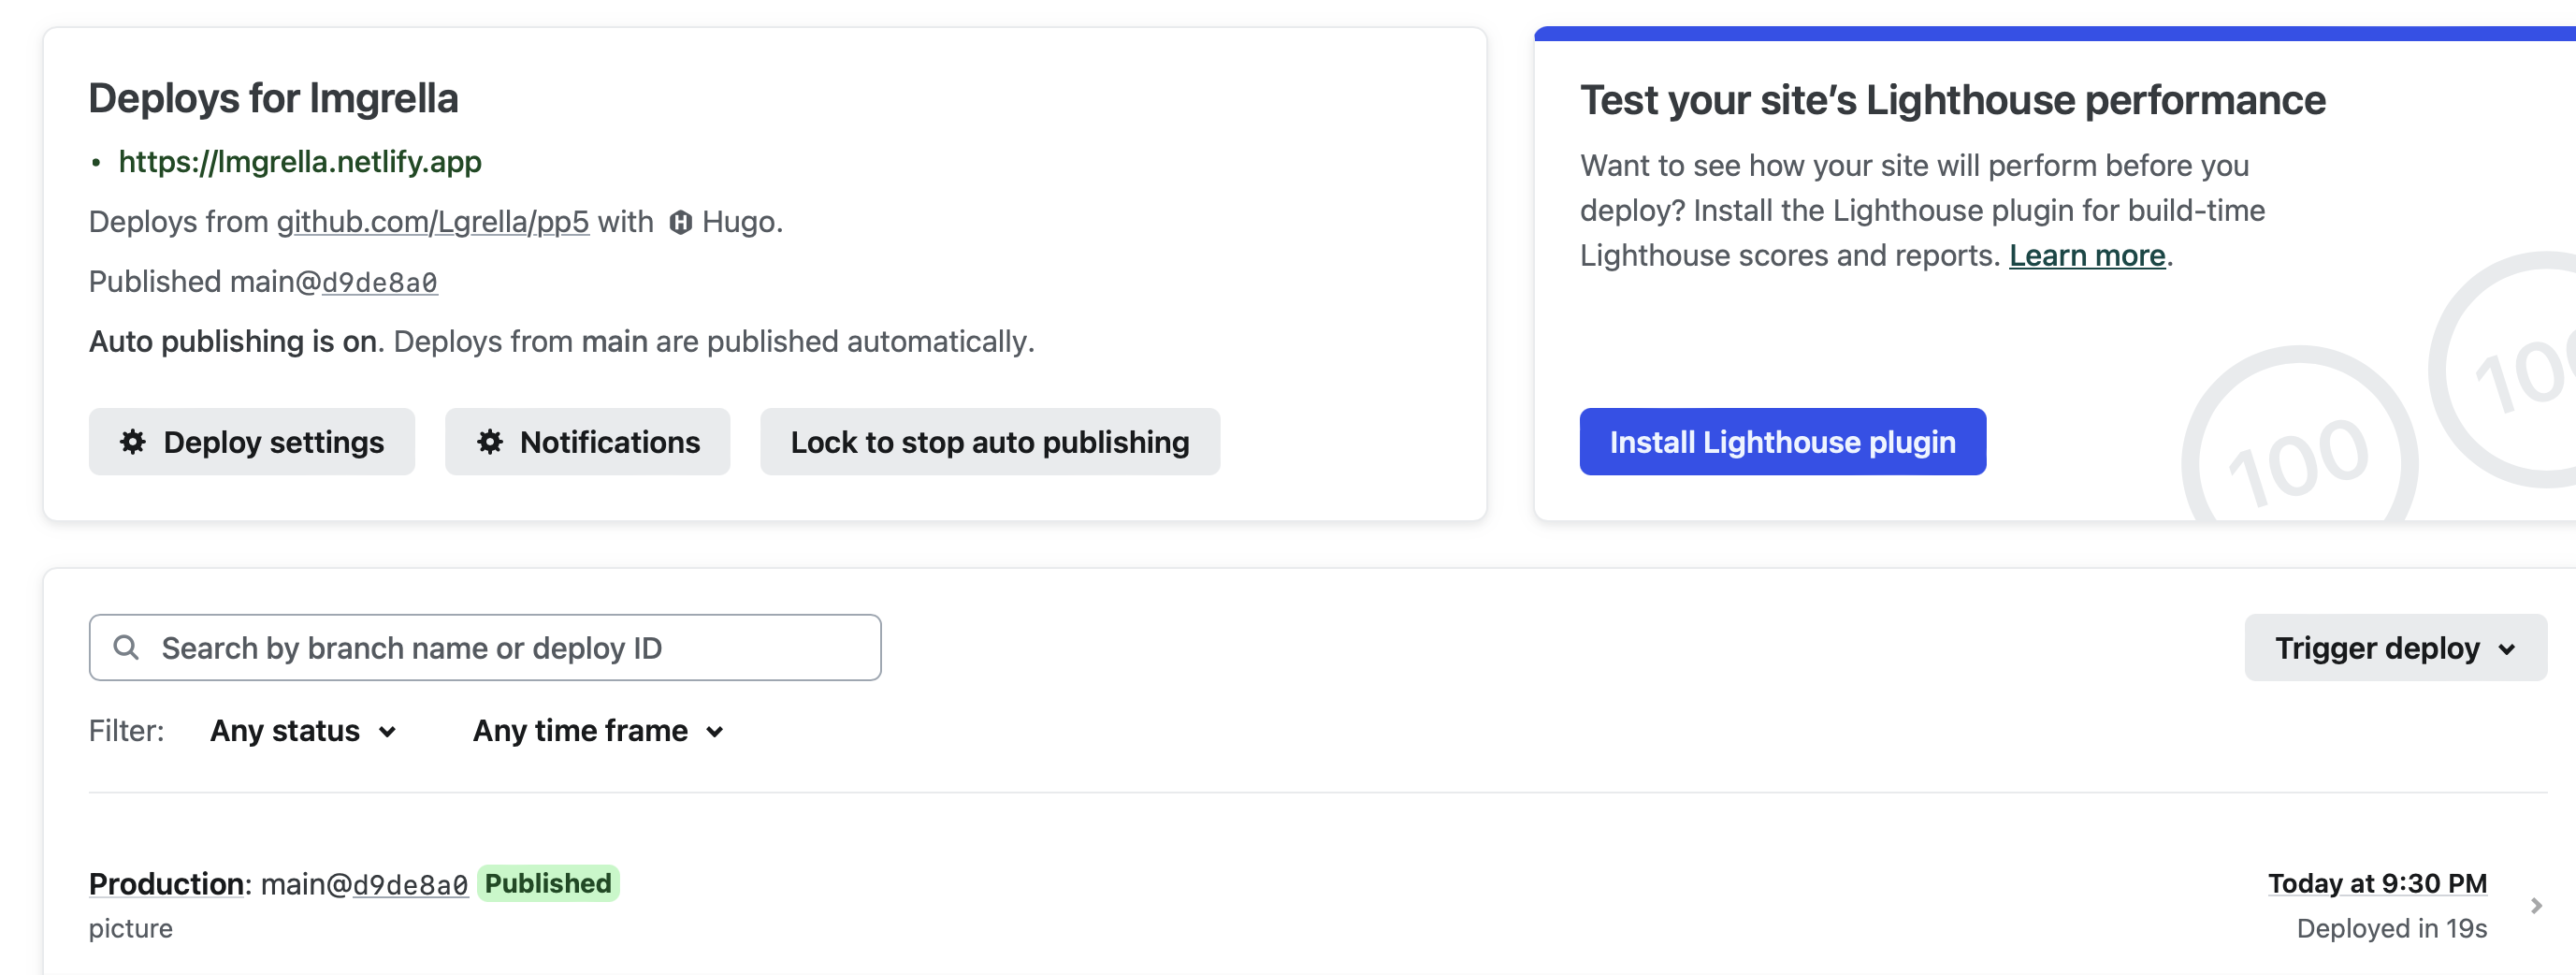 Deploys for lmgrella
• https://lmgrella.netlify.app
Deploys from github.com/Lgrella/pp5 with Hugo.
Published main@d9de8a0
Auto publishing is on. Deploys from main are published automatically.
Deploy settings
Notifications
Lock to stop auto publishing
Test your site’s Lighthouse performance
Want to see how your site will perform before you
deploy? Install the Lighthouse plugin for build-time
Lighthouse scores and reports. Learn more.
Install Lighthouse plugin
100
100
Search by branch name or deploy ID
Trigger deploy
Filter: Any status Any time frame
Production: main@d9de8a0 Published
picture
Today at 9:30 PM
Deployed in 19s